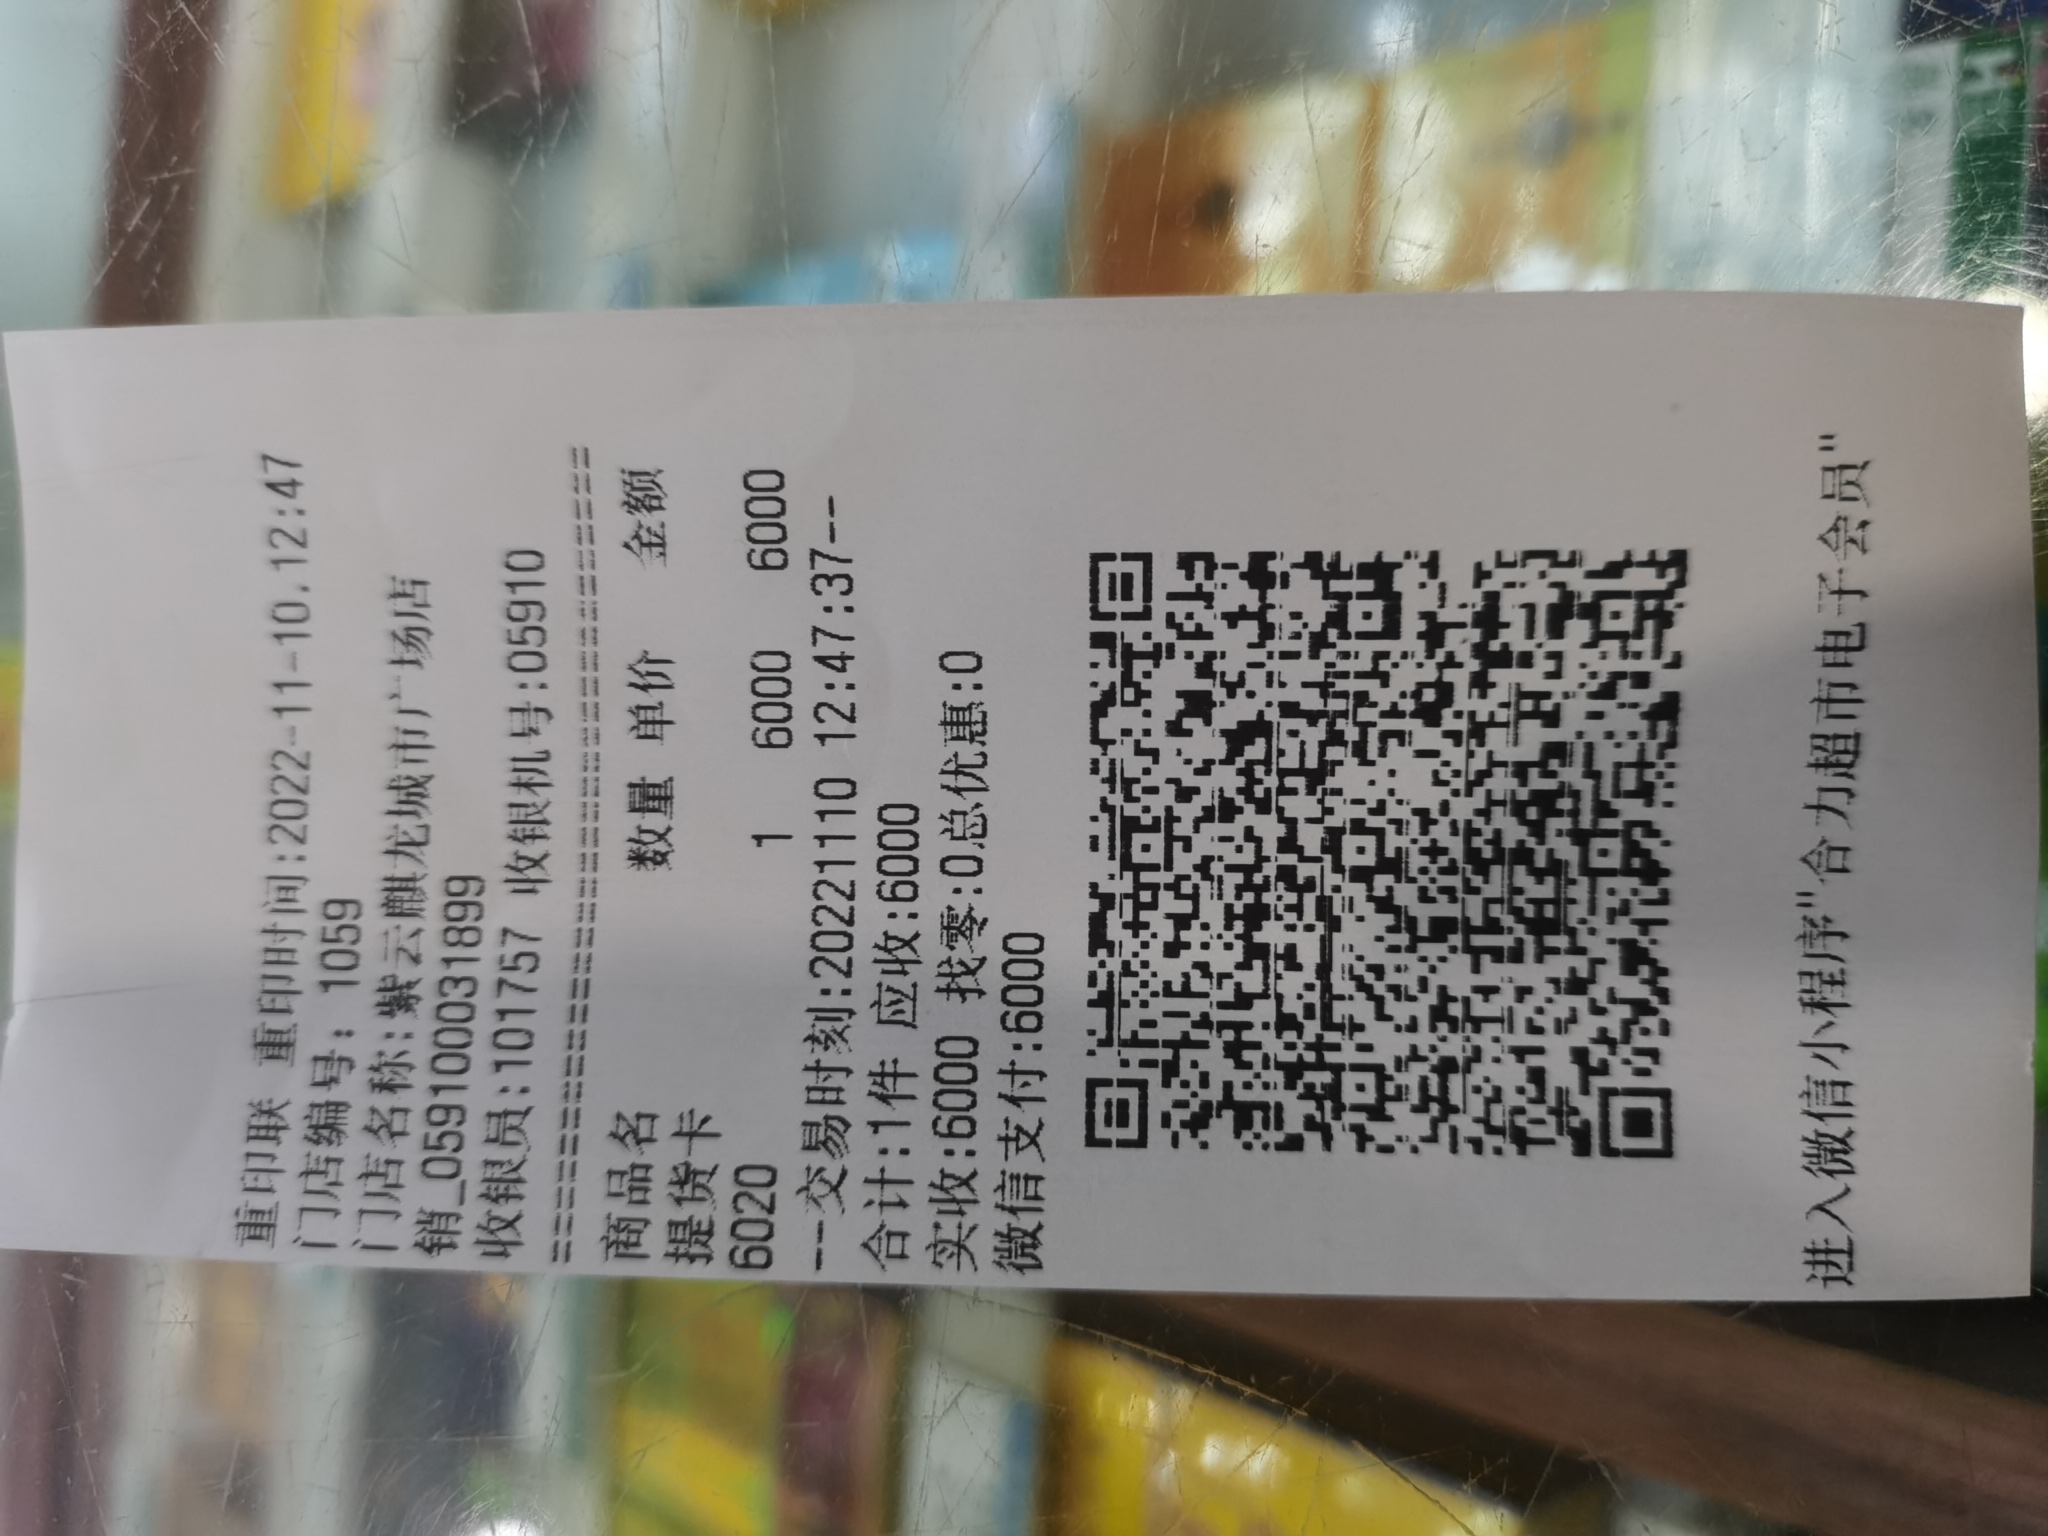 重印联 重印时间:2022-11-10.12:47
门店编号: 1059
门店名称:紫云麒龙城市广场店
销_0591000031899
收银员:101757 收银机号:05910
========================================
商品名 数量 单价 金额
提货卡
6020 1 6000 6000
--交易时刻:20221110 12:47:37--
合计:1件 应收:6000
实收:6000 找零:0总优惠:0
微信支付:6000
进入微信小程序"合力超市电子会员"